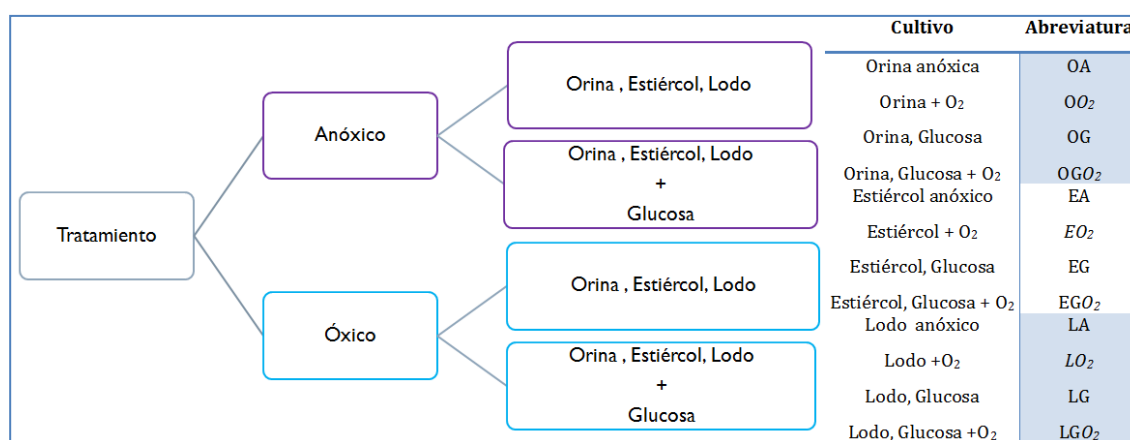 Tratamiento
Anóxico
Orina , Estiércol, Lodo
Orina , Estiércol, Lodo
+
Glucosa
Óxico
Orina , Estiércol, Lodo
Orina , Estiércol, Lodo
+
Glucosa
Cultivo Abreviatura
Orina anóxica OA
Orina + O₂ OO₂
Orina, Glucosa OG
Orina, Glucosa + O₂ OGO₂
Estiércol anóxico EA
Estiércol + O₂ EO₂
Estiércol, Glucosa EG
Estiércol, Glucosa + O₂ EGO₂
Lodo anóxico LA
Lodo +O₂ LO₂
Lodo, Glucosa LG
Lodo, Glucosa +O₂ LGO₂